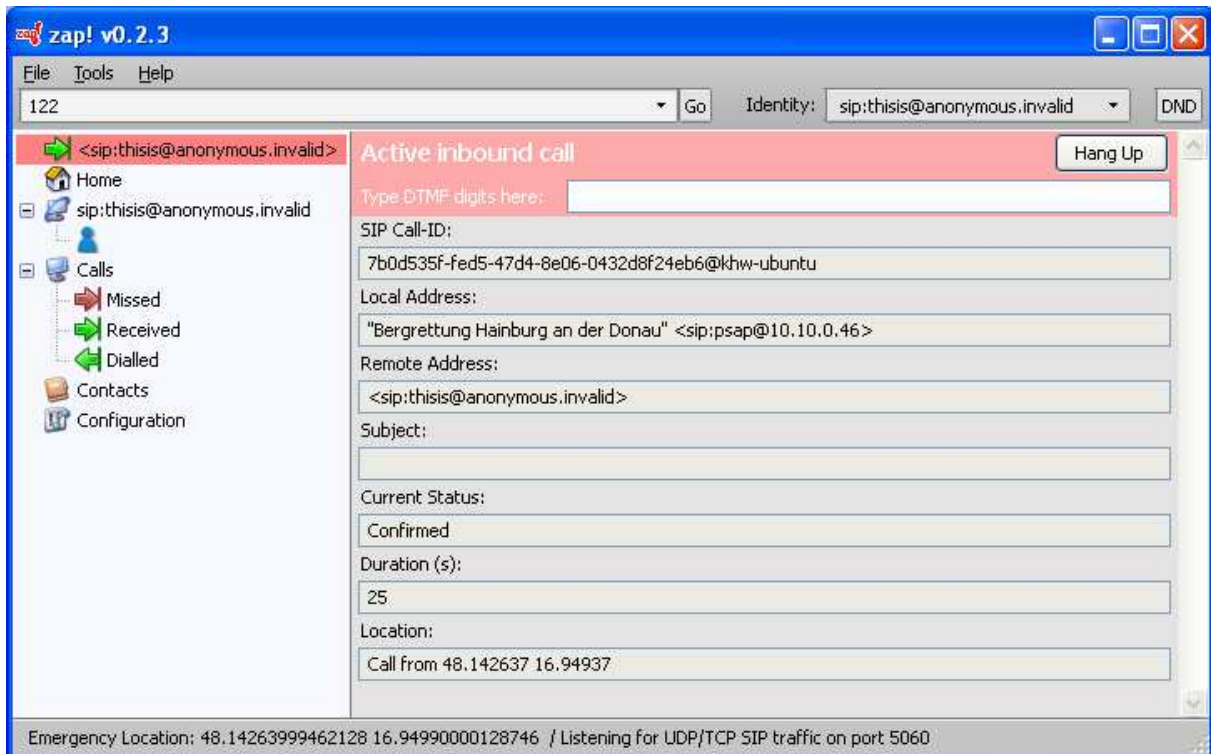 zap! v0.2.3
File Tools Help
122 Go Identity: sip:thisis@anonymous.invalid DND
<sip:thisis@anonymous.invalid>
Home
sip:thisis@anonymous.invalid
Calls
Missed
Received
Dialled
Contacts
Configuration
Active inbound call Hang Up
Type DTMF digits here:
SIP Call-ID:
7b0d535f-fed5-47d4-8e06-0432d8f24eb6@khw-ubuntu
Local Address:
"Bergrettung Hainburg an der Donau" <sip:psap@10.10.0.46>
Remote Address:
<sip:thisis@anonymous.invalid>
Subject:
Current Status:
Confirmed
Duration (s):
25
Location:
Call from 48.142637 16.94937
Emergency Location: 48.14263999462128 16.94990000128746 / Listening for UDP/TCP SIP traffic on port 5060